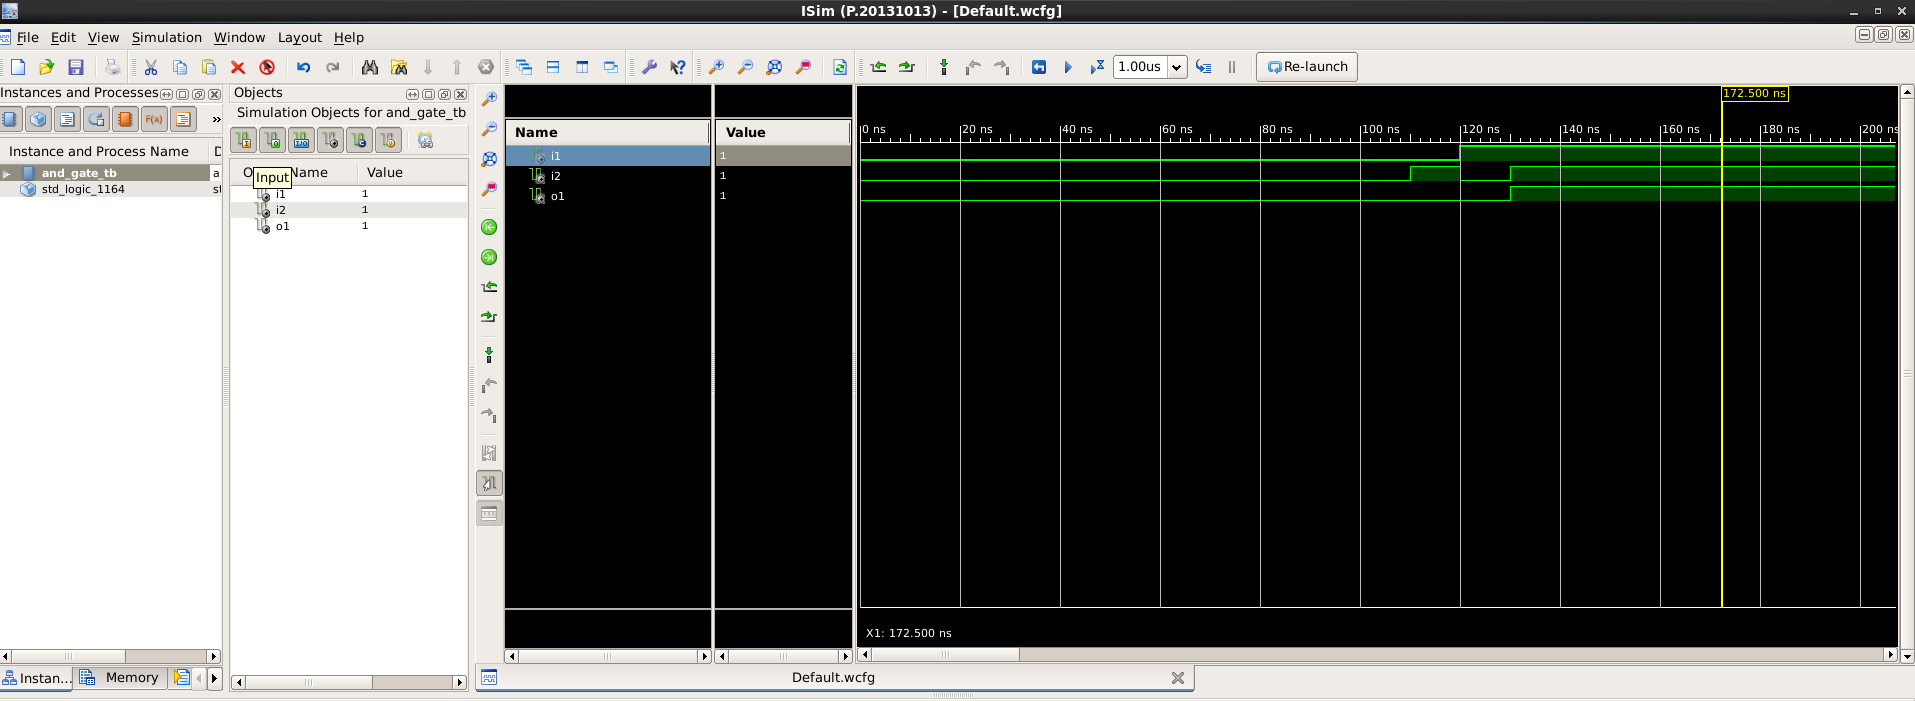 ISim (P.20131013) - [Default.wcfg]
File Edit View Simulation Window Layout Help
1.00us Re-launch
Instances and Processes
F(x)
»
Instance and Process Name D
and_gate_tb a
std_logic_1164 st
Instan... Memory
Objects
Simulation Objects for and_gate_tb
O Name Value
Input
i1 1
i2 1
o1 1
Name Value
i1 1
i2 1
o1 1
172.500 ns
0 ns 20 ns 40 ns 60 ns 80 ns 100 ns 120 ns 140 ns 160 ns 180 ns 200 ns
X1: 172.500 ns
Default.wcfg